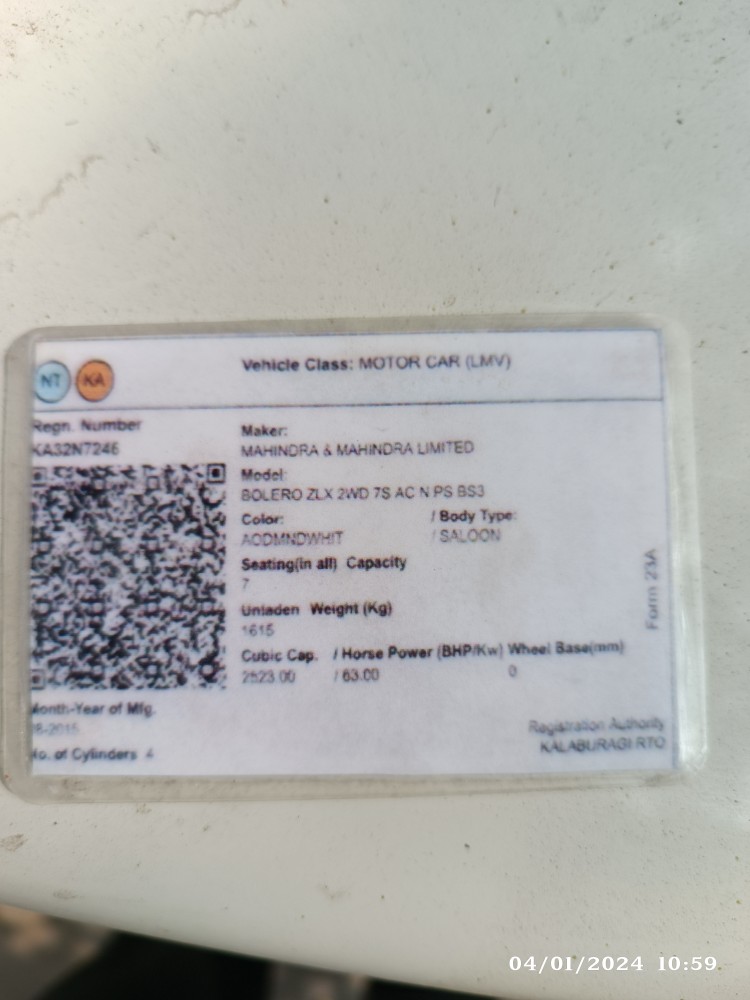 Vehicle Class: MOTOR CAR (LMV)
NT KA
Regn. Number
KA32N7246
Maker:
MAHINDRA & MAHINDRA LIMITED
Model:
BOLERO ZLX 2WD 7S AC N PS BS3
Color: / Body Type:
/ SALOON
Seating(in all) Capacity
7
Unladen Weight (Kg)
1615
Cubic Cap. / Horse Power (BHP/Kw) Wheel Base(mm)
2523.00 / 63.00 0
Month-Year of Mfg.
No. of Cylinders 4
Form 23A
Registration Authority
KALABURAGI RTO
04/01/2024 10:59